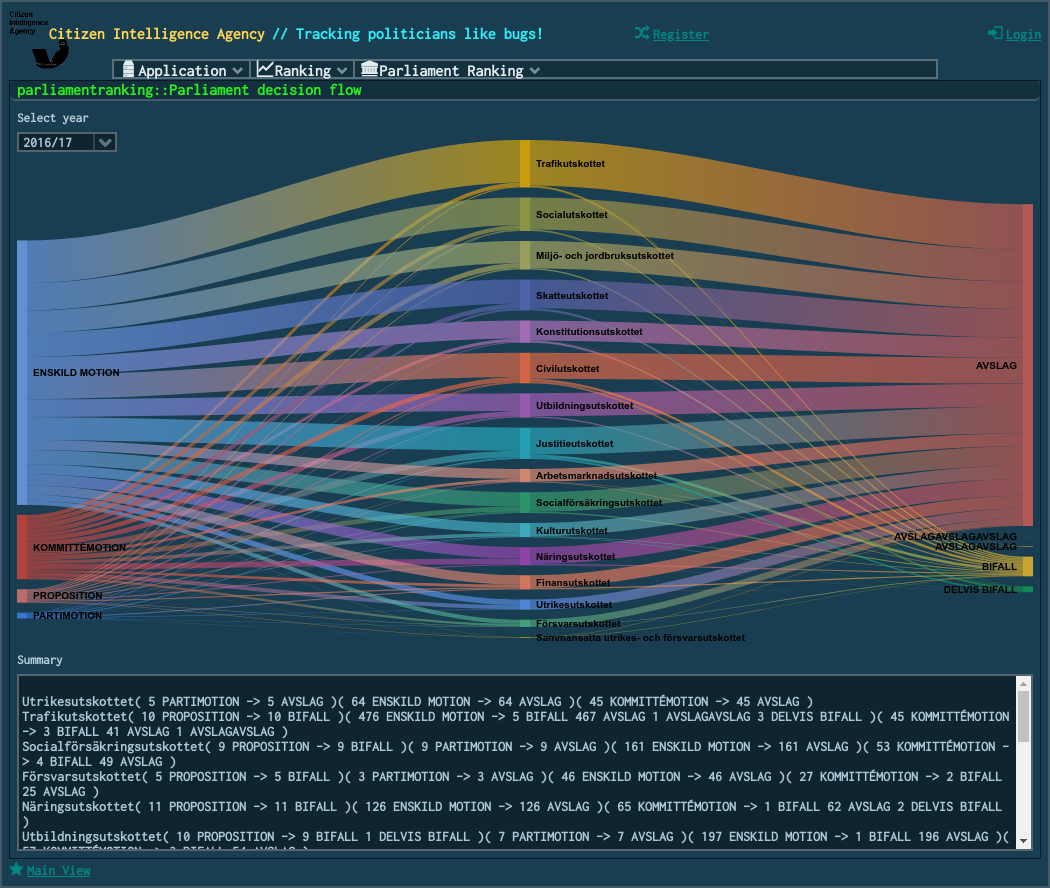 Citizen
Intelligence
Agency
Citizen Intelligence Agency // Tracking politicians like bugs!
Register
Login
Application
Ranking
Parliament Ranking
parliamentranking::Parliament decision flow
Select year
2016/17
Trafikutskottet
Socialutskottet
Miljö- och jordbruksutskottet
Skatteutskottet
Konstitutionsutskottet
Civilutskottet
Utbildningsutskottet
Justitieutskottet
Arbetsmarknadsutskottet
Socialförsäkringsutskottet
Kulturutskottet
Näringsutskottet
Finansutskottet
Utrikesutskottet
Försvarsutskottet
Sammansatta utrikes- och försvarsutskottet
ENSKILD MOTION
KOMMITTÉMOTION
PROPOSITION
PARTIMOTION
AVSLAG
AVSLAGAVSLAGAVSLAG
AVSLAGAVSLAG
BIFALL
DELVIS BIFALL
Summary
Utrikesutskottet( 5 PARTIMOTION -> 5 AVSLAG )( 64 ENSKILD MOTION -> 64 AVSLAG )( 45 KOMMITTÉMOTION -> 45 AVSLAG )
Trafikutskottet( 10 PROPOSITION -> 10 BIFALL )( 476 ENSKILD MOTION -> 5 BIFALL 467 AVSLAG 1 AVSLAGAVSLAG 3 DELVIS BIFALL )( 45 KOMMITTÉMOTION
-> 3 BIFALL 41 AVSLAG 1 AVSLAGAVSLAG )
Socialförsäkringsutskottet( 9 PROPOSITION -> 9 BIFALL )( 9 PARTIMOTION -> 9 AVSLAG )( 161 ENSKILD MOTION -> 161 AVSLAG )( 53 KOMMITTÉMOTION -
> 4 BIFALL 49 AVSLAG )
Försvarsutskottet( 5 PROPOSITION -> 5 BIFALL )( 3 PARTIMOTION -> 3 AVSLAG )( 46 ENSKILD MOTION -> 46 AVSLAG )( 27 KOMMITTÉMOTION -> 2 BIFALL
25 AVSLAG )
Näringsutskottet( 11 PROPOSITION -> 11 BIFALL )( 126 ENSKILD MOTION -> 126 AVSLAG )( 65 KOMMITTÉMOTION -> 1 BIFALL 62 AVSLAG 2 DELVIS BIFALL
)
Utbildningsutskottet( 10 PROPOSITION -> 9 BIFALL 1 DELVIS BIFALL )( 7 PARTIMOTION -> 7 AVSLAG )( 197 ENSKILD MOTION -> 1 BIFALL 196 AVSLAG )(
57 KOMMITTÉMOTION -> 3 BIFALL 54 AVSLAG )
Main View